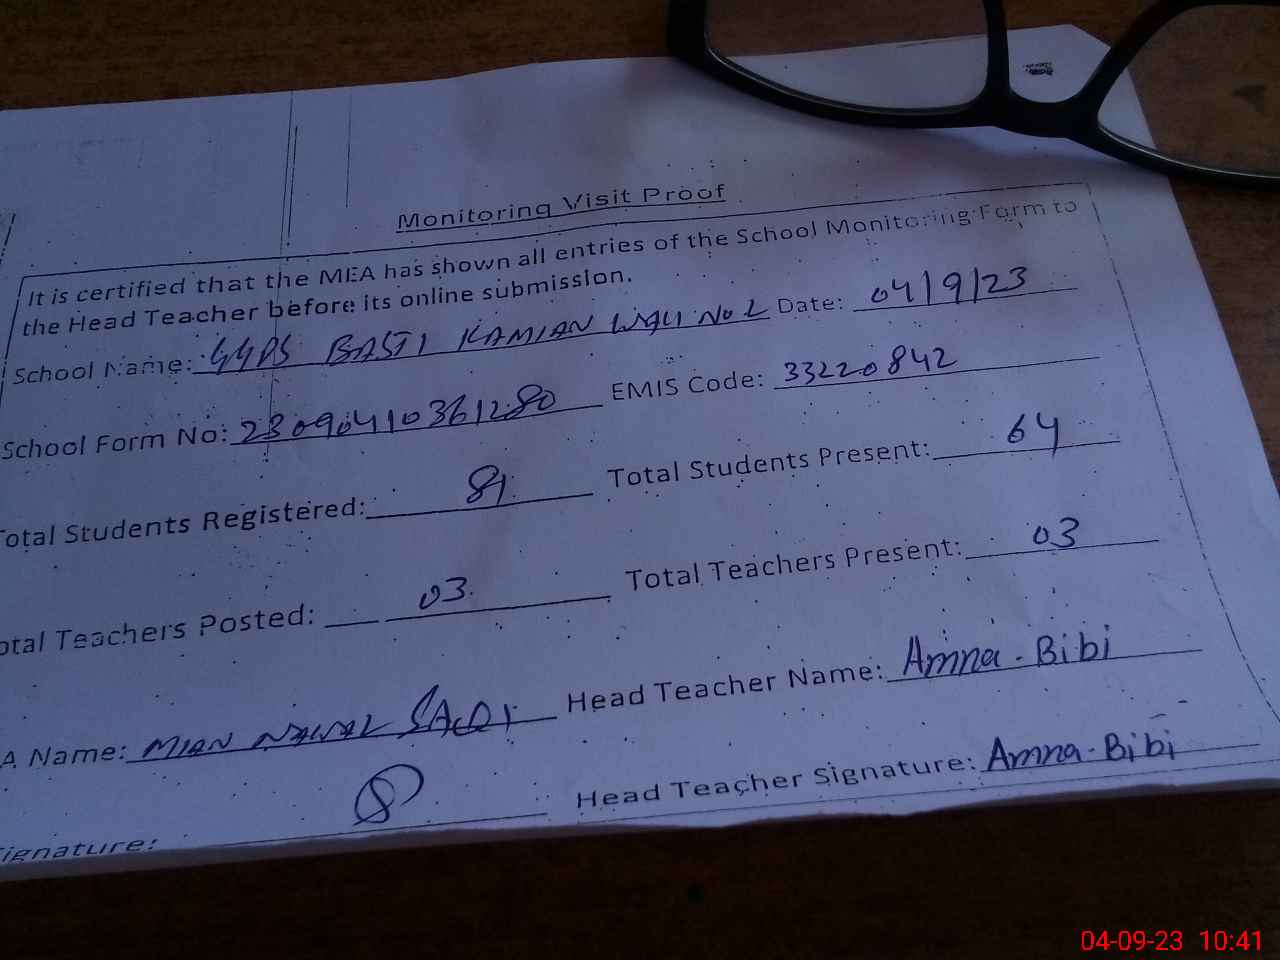 Monitoring Visit Proof
It is certified that the MEA has shown all entries of the School Monitoring Form to
the Head Teacher before its online submission.
School Name: GGPS BASTI KAMIAN WALI No 2 Date: 04/9/23
School Form No: 23090410361280 EMIS Code: 33220842
Total Students Registered: 81 Total Students Present: 64
otal Teachers Posted: 03 Total Teachers Present: 03
A Name: MIAN NAWAZ Head Teacher Name: Amna - Bibi
ignature: Head Teacher Signature: Amna - Bibi
04-09-23 10:41